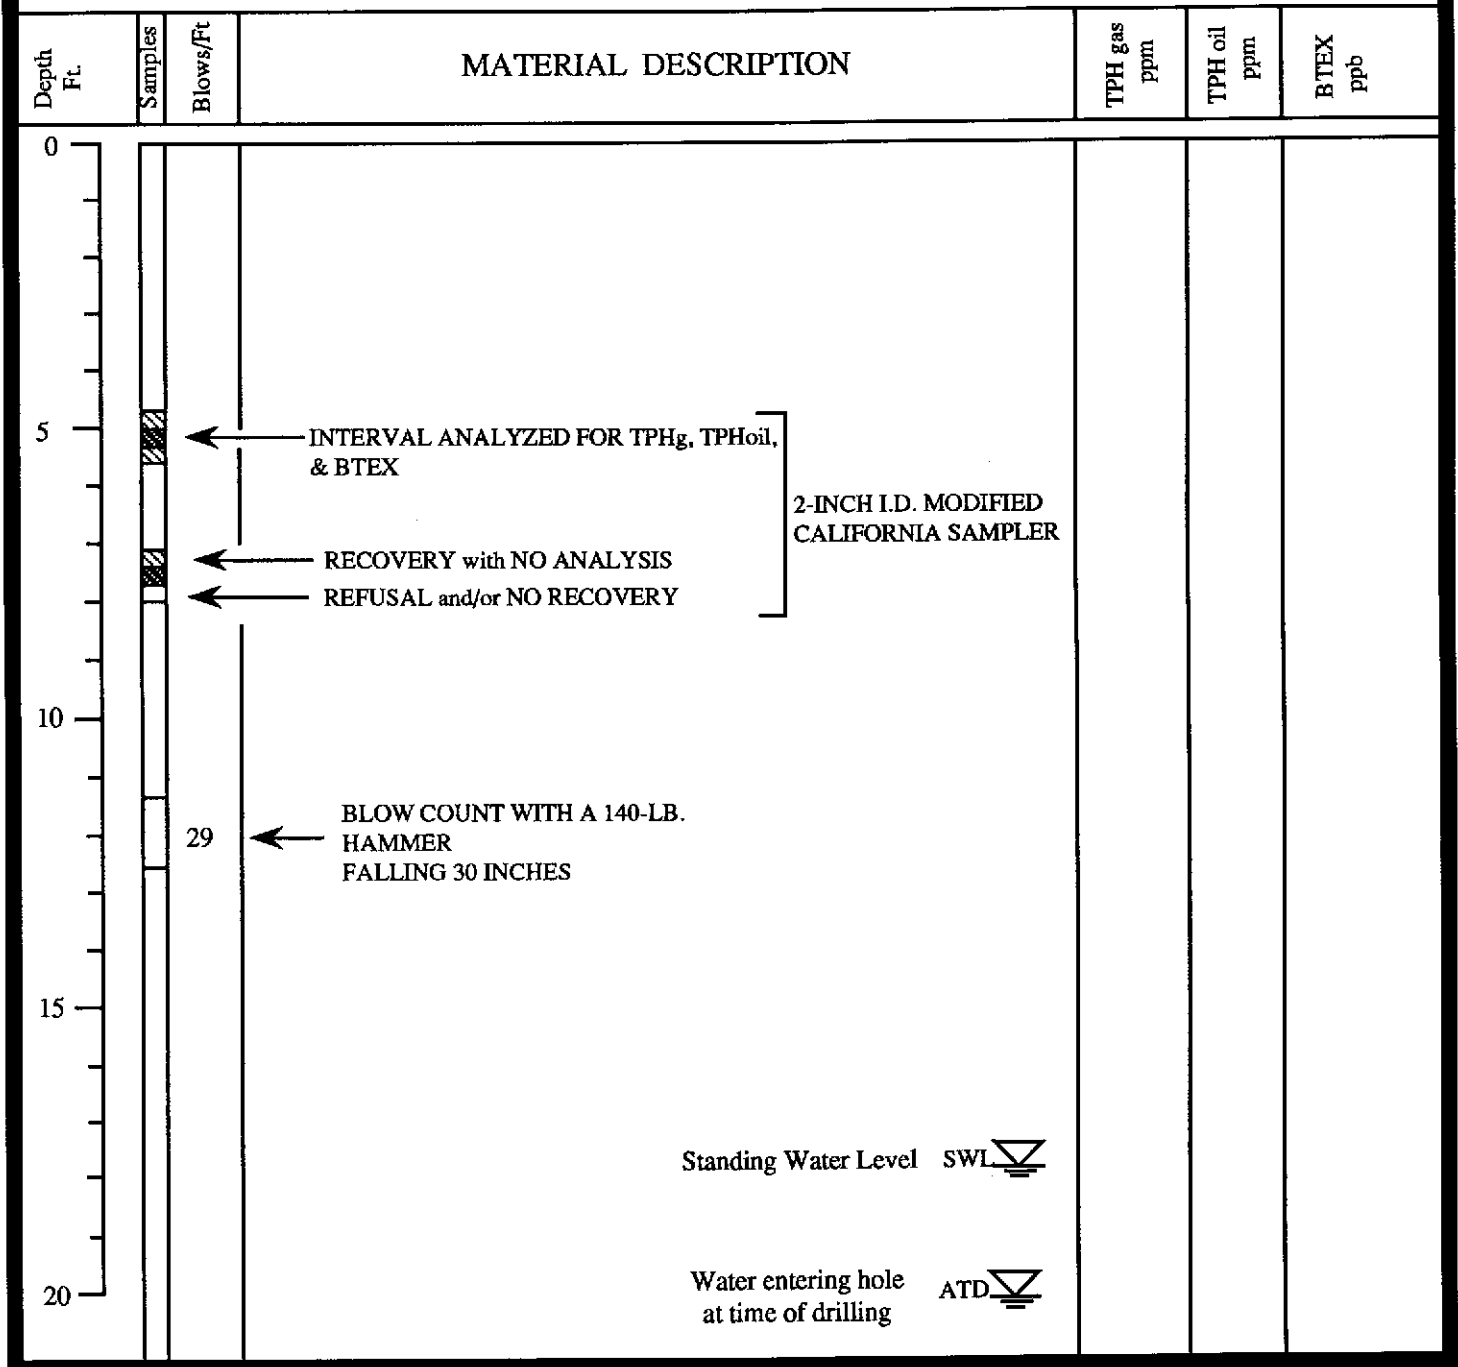 Depth
Ft.
Samples
Blows/Ft
MATERIAL DESCRIPTION
TPH gas
ppm
TPH oil
ppm
BTEX
ppb
0
5
INTERVAL ANALYZED FOR TPHg, TPHoil,
& BTEX
2-INCH I.D. MODIFIED
CALIFORNIA SAMPLER
RECOVERY with NO ANALYSIS
REFUSAL and/or NO RECOVERY
10
BLOW COUNT WITH A 140-LB.
29
HAMMER
FALLING 30 INCHES
15
Standing Water Level SWL
Water entering hole
at time of drilling
ATD
20